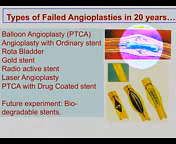 Types of Failed Angioplasties in 20 years...
Balloon Angioplasty (PTCA)
Angioplasty with Ordinary stent
Rota Bladder
Gold stent
Radio active stent
Laser Angioplasty
PTCA with Drug Coated stent
Future experiment: Bio-
degradable stents.